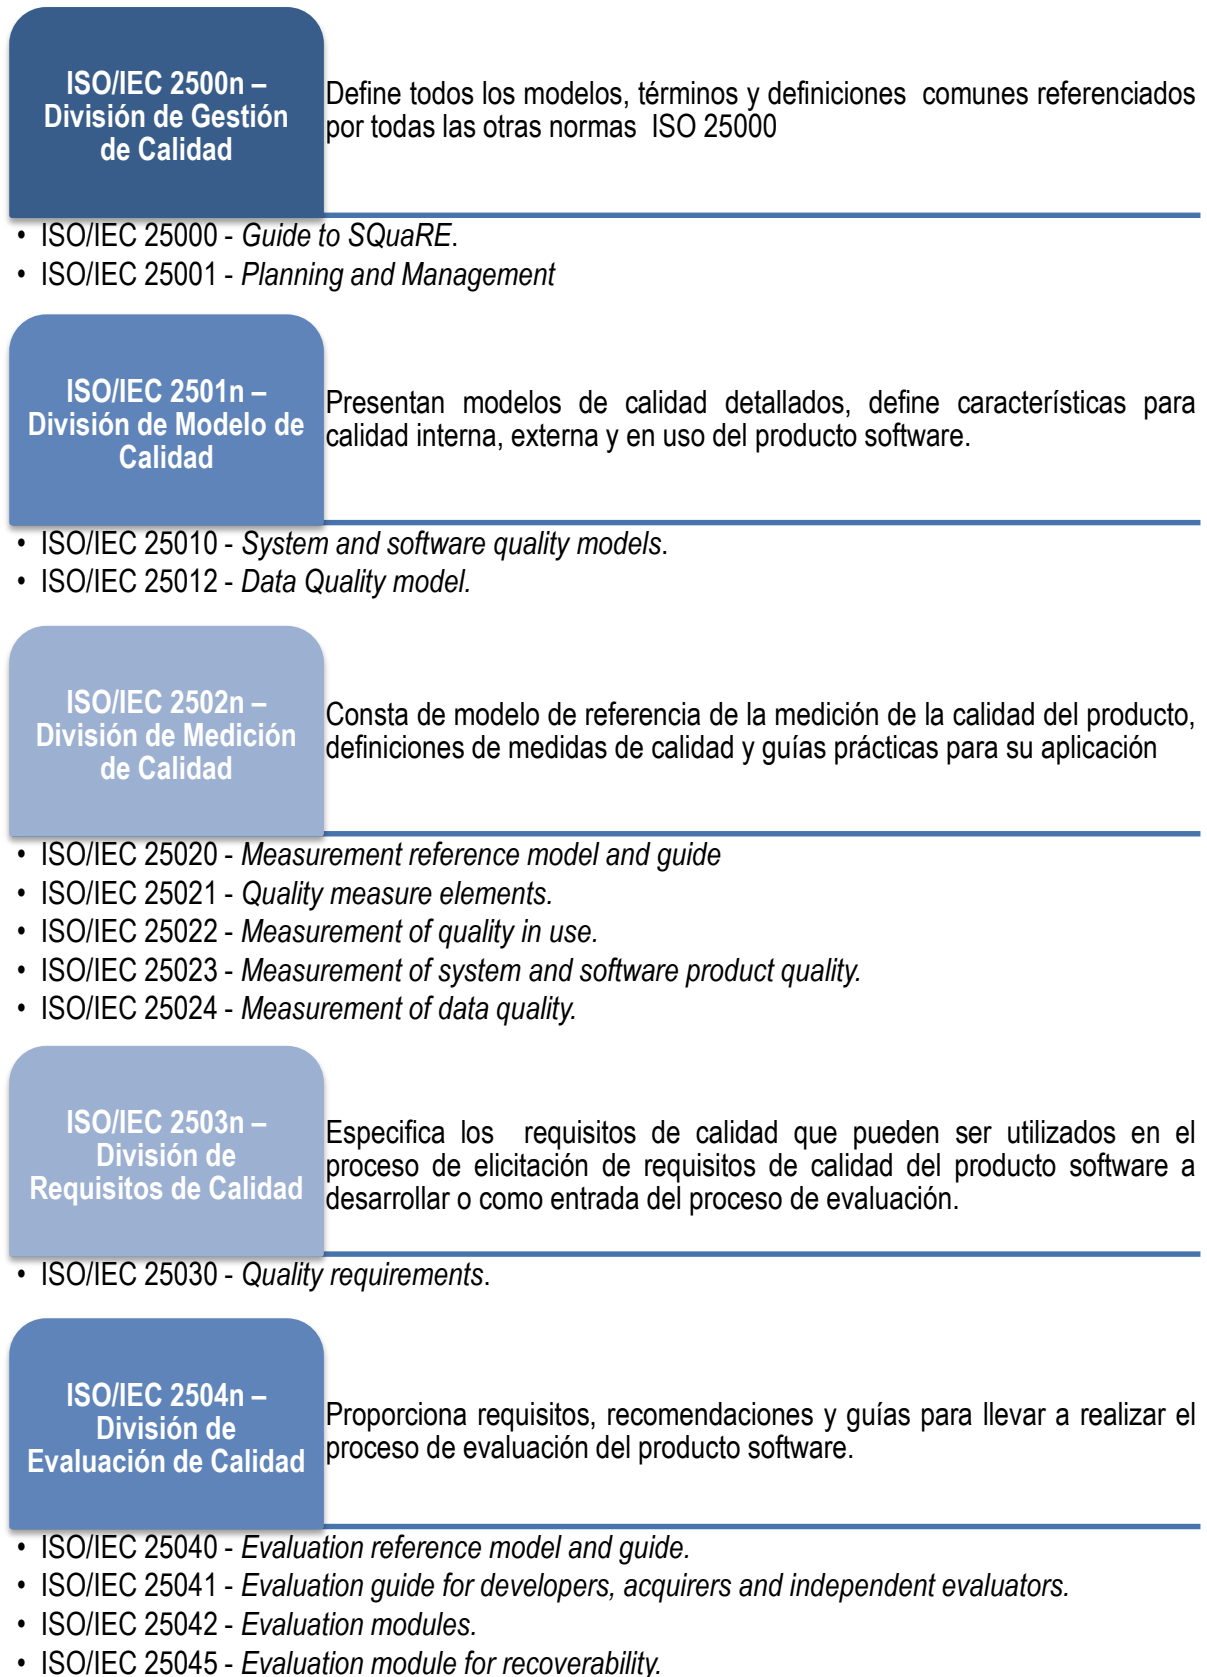 ISO/IEC 2500n –
División de Gestión
de Calidad
Define todos los modelos, términos y definiciones comunes referenciados
por todas las otras normas ISO 25000
• ISO/IEC 25000 - Guide to SQuaRE.
• ISO/IEC 25001 - Planning and Management
ISO/IEC 2501n –
División de Modelo de
Calidad
Presentan modelos de calidad detallados, define características para
calidad interna, externa y en uso del producto software.
• ISO/IEC 25010 - System and software quality models.
• ISO/IEC 25012 - Data Quality model.
ISO/IEC 2502n –
División de Medición
de Calidad
Consta de modelo de referencia de la medición de la calidad del producto,
definiciones de medidas de calidad y guías prácticas para su aplicación
• ISO/IEC 25020 - Measurement reference model and guide
• ISO/IEC 25021 - Quality measure elements.
• ISO/IEC 25022 - Measurement of quality in use.
• ISO/IEC 25023 - Measurement of system and software product quality.
• ISO/IEC 25024 - Measurement of data quality.
ISO/IEC 2503n –
División de
Requisitos de Calidad
Especifica los requisitos de calidad que pueden ser utilizados en el
proceso de elicitación de requisitos de calidad del producto software a
desarrollar o como entrada del proceso de evaluación.
• ISO/IEC 25030 - Quality requirements.
ISO/IEC 2504n –
División de
Evaluación de Calidad
Proporciona requisitos, recomendaciones y guías para llevar a realizar el
proceso de evaluación del producto software.
• ISO/IEC 25040 - Evaluation reference model and guide.
• ISO/IEC 25041 - Evaluation guide for developers, acquirers and independent evaluators.
• ISO/IEC 25042 - Evaluation modules.
• ISO/IEC 25045 - Evaluation module for recoverability.